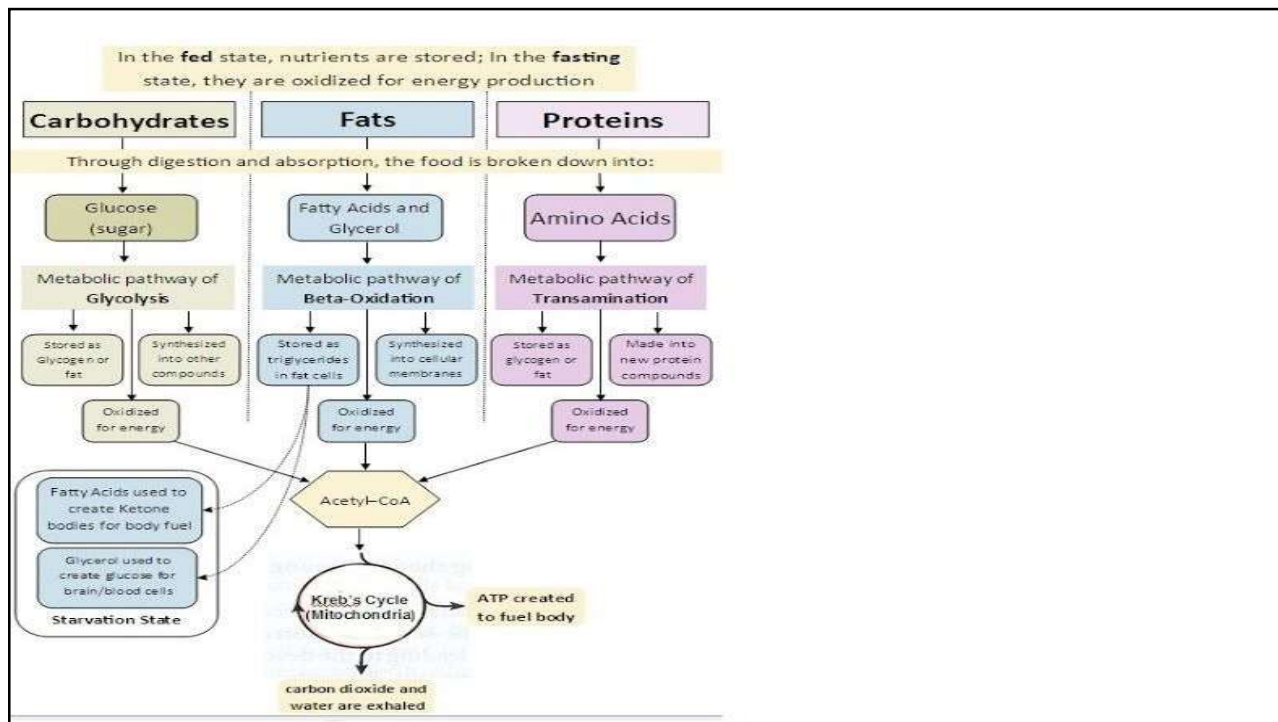 In the fed state, nutrients are stored; In the fasting
state, they are oxidized for energy production
Carbohydrates
Fats
Proteins
Through digestion and absorption, the food is broken down into:
Glucose
(sugar)
Fatty Acids and
Glycerol
Amino Acids
Metabolic pathway of
Glycolysis
Metabolic pathway of
Beta-Oxidation
Metabolic pathway of
Transamination
Stored as
Glycogen or
fat
Synthesized
into other
compounds
Stored as
triglycerides
in fat cells
Synthesized
into cellular
membranes
Stored as
glycogen or
fat
Made into
new protein
compounds
Oxidized
for energy
Oxidized
for energy
Oxidized
for energy
Acetyl-CoA
Fatty Acids used to
create Ketone
bodies for body fuel
Glycerol used to
create glucose for
brain/blood cells
Starvation State
Kreb's Cycle
(Mitochondria)
ATP created
to fuel body
carbon dioxide and
water are exhaled